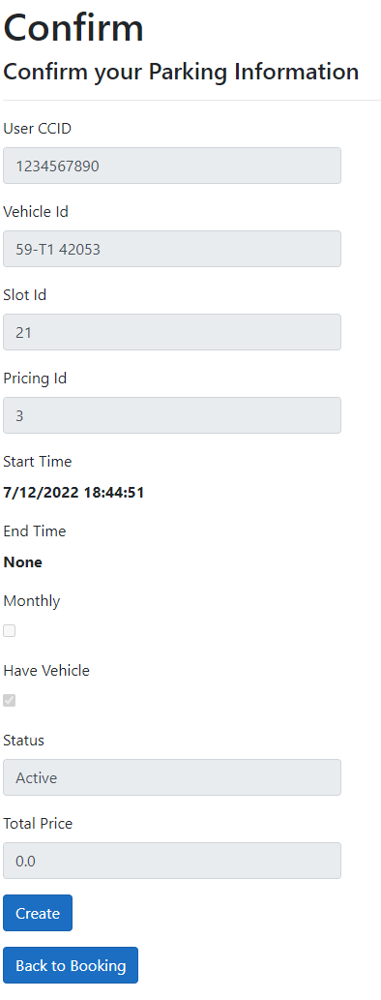 Confirm
Confirm your Parking Information
User CCID
1234567890
Vehicle Id
59-T1 42053
Slot Id
21
Pricing Id
3
Start Time
7/12/2022 18:44:51
End Time
None
Monthly
Have Vehicle
Status
Active
Total Price
0.0
Create
Back to Booking